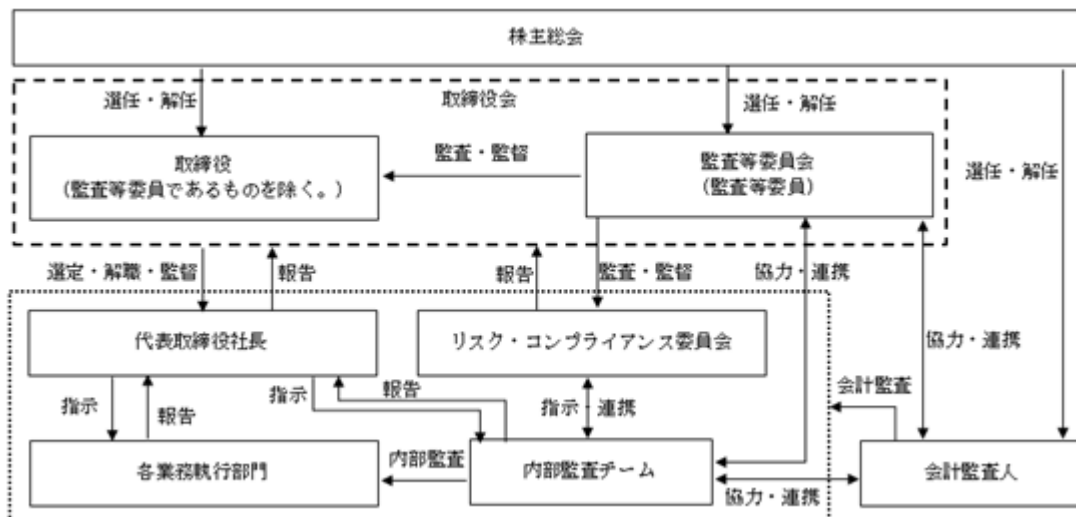 株主総会
選任・解任
取締役会
選任・解任
取締役
(監査等委員であるものを除く。)
監査・監督
監査等委員会
(監査等委員)
選任・解任
選定・解職・監督
報告
報告
監査・監督
協力・連携
代表取締役社長
リスク・コンプライアンス委員会
協力・連携
指示
報告
指示
報告
指示・連携
会計監査
各業務執行部門
内部監査
内部監査チーム
協力・連携
会計監査人